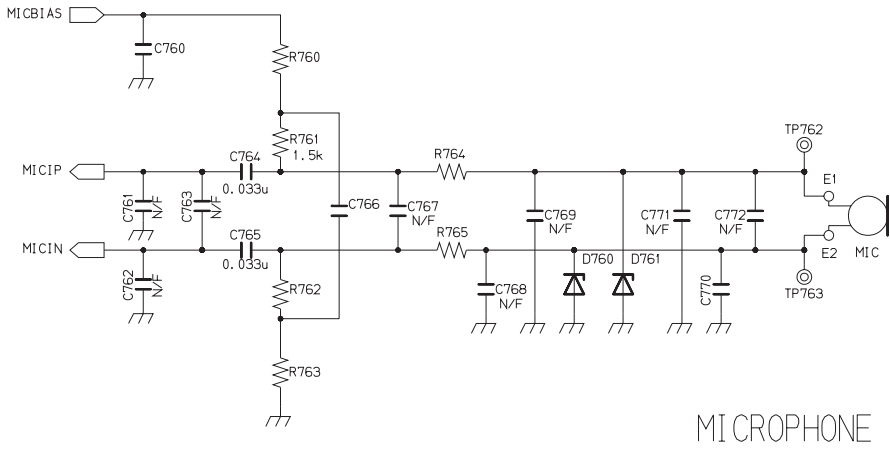 MICBIAS
C760
R760
R761
1.5k
TP762
MICIP
C764
0.033u
R764
E1
C761
N/F
C763
N/F
C766
C767
N/F
C769
N/F
C771
N/F
C772
N/F
MICIN
C765
0.033u
R765
E2
MIC
C762
N/F
R762
C768
N/F
D760
D761
C770
TP763
R763
MICROPHONE